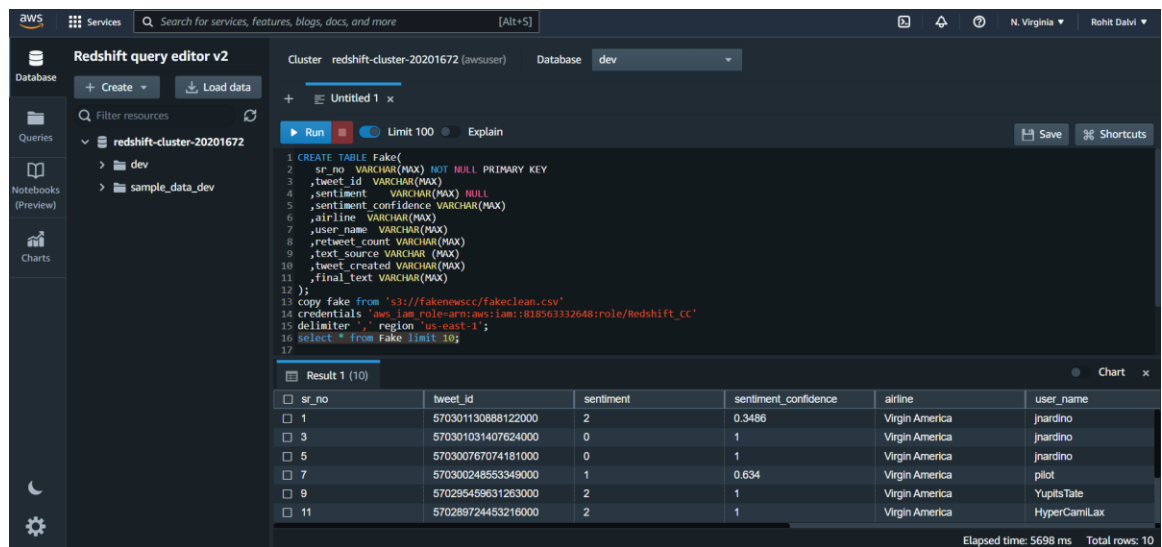 aws Services Search for services, features, blogs, docs, and more [Alt+S] N. Virginia ▼ Rohit Dalvi ▼
Database
Queries
Notebooks
(Preview)
Charts
Redshift query editor v2
+ Create Load data
Filter resources
redshift-cluster-20201672
dev
sample_data_dev
Cluster redshift-cluster-20201672 (awsuser) Database dev
+ Untitled 1 x
Run Limit 100 Explain Save Shortcuts
1 CREATE TABLE Fake(
2 sr_no VARCHAR(MAX) NOT NULL PRIMARY KEY
3 ,tweet_id VARCHAR(MAX)
4 ,sentiment VARCHAR(MAX) NULL
5 ,sentiment_confidence VARCHAR(MAX)
6 ,airline VARCHAR(MAX)
7 ,user_name VARCHAR(MAX)
8 ,retweet_count VARCHAR(MAX)
9 ,text_source VARCHAR (MAX)
10 ,tweet_created VARCHAR(MAX)
11 ,final_text VARCHAR(MAX)
12 );
13 copy fake from 's3://fakenewscc/fakeclean.csv'
14 credentials 'aws_iam_role=arn:aws:iam::818563332648:role/Redshift_CC'
15 delimiter ',' region 'us-east-1';
16 select * from Fake limit 10;
17
Result 1 (10) Chart x
sr_no tweet_id sentiment sentiment_confidence airline user_name
1 570301130888122000 2 0.3486 Virgin America jnardino
3 570301031407624000 0 1 Virgin America jnardino
5 570300767074181000 0 1 Virgin America jnardino
7 570300248553349000 1 0.634 Virgin America pilot
9 570295459631263000 2 1 Virgin America YupitsTate
11 570289724453216000 2 1 Virgin America HyperCamiLax
Elapsed time: 5698 ms Total rows: 10